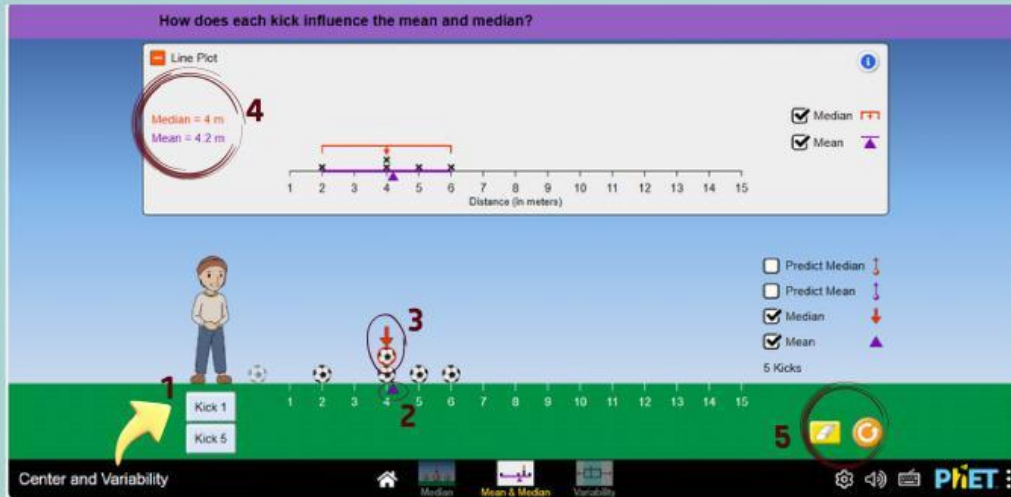 How does each kick influence the mean and median?
Line Plot
4
Median = 4 m
Mean = 4.2 m
Median
Mean
1 2 3 4 5 6 7 8 9 10 11 12 13 14 15
Distance (in meters)
Predict Median
Predict Mean
3
Median
Mean
5 Kicks
1
Kick 1
1 2 3 4 5 6 7 8 9 10 11 12 13 14 15
2
5
Kick 5
Center and Variability
Median
Mean & Median
Variability
PhET